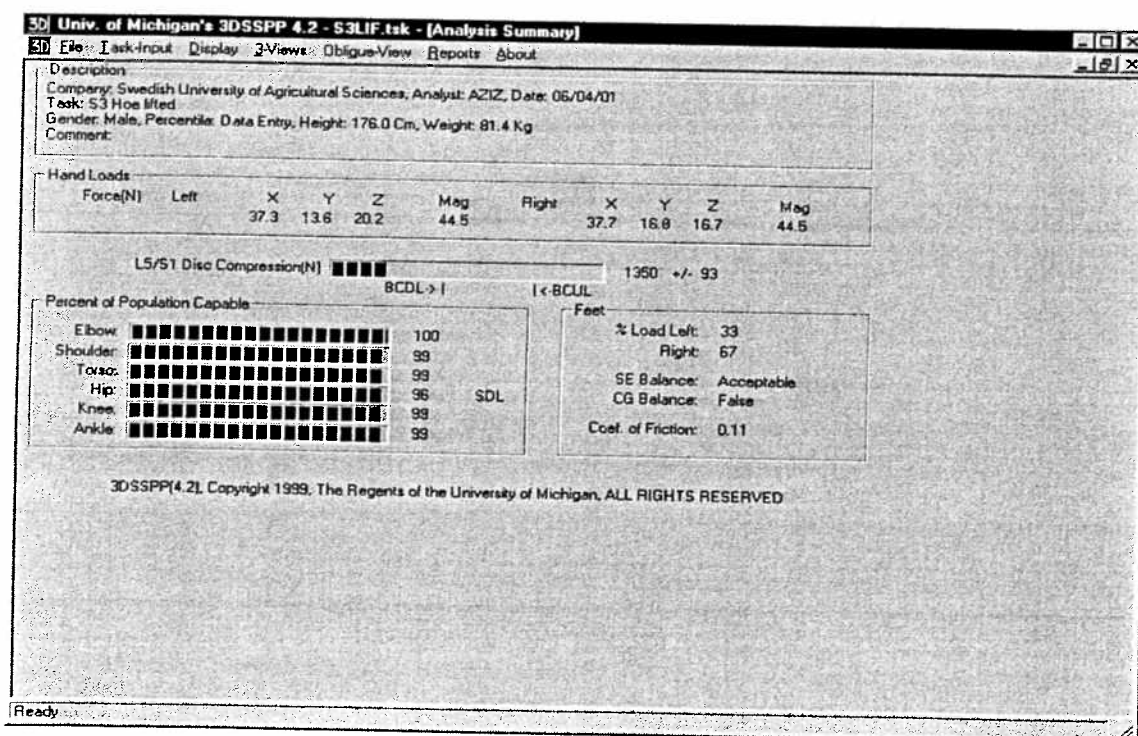 3D Univ. of Michigan's 3DSSPP 4.2 - S3LIF.tsk - [Analysis Summary]
3D File Task-Input Display 3-Views Oblique-View Reports About
Description
Company: Swedish University of Agricultural Sciences, Analyst: AZIZ, Date: 06/04/01
Task: S3 Hoe lifted
Gender: Male, Percentile: Data Entry, Height: 176.0 Cm, Weight: 81.4 Kg
Comment:
Hand Loads
Force(N) Left X Y Z Mag Right X Y Z Mag
37.3 13.6 20.2 44.5 37.7 16.8 16.7 44.5
L5/S1 Disc Compression(N) 1350 +/- 93
BCDL->| |<-BCUL
Percent of Population Capable
Elbow: 100
Shoulder: 99
Torso: 99
Hip: 96 SDL
Knee: 99
Ankle: 99
Feet
% Load Left: 33
Right: 67
SE Balance: Acceptable
CG Balance: False
Coef. of Friction: 0.11
3DSSPP(4.2), Copyright 1999, The Regents of the University of Michigan, ALL RIGHTS RESERVED
Ready